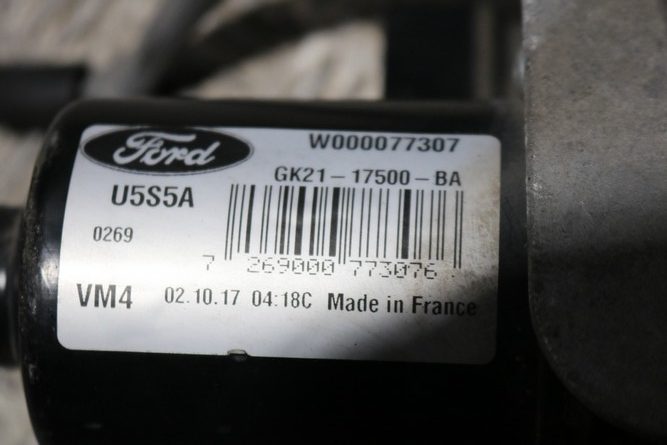 Ford
W000077307
GK21-17500-BA
U5S5A
0269
7 269000 773076
VM4 02.10.17 04:18C Made in France